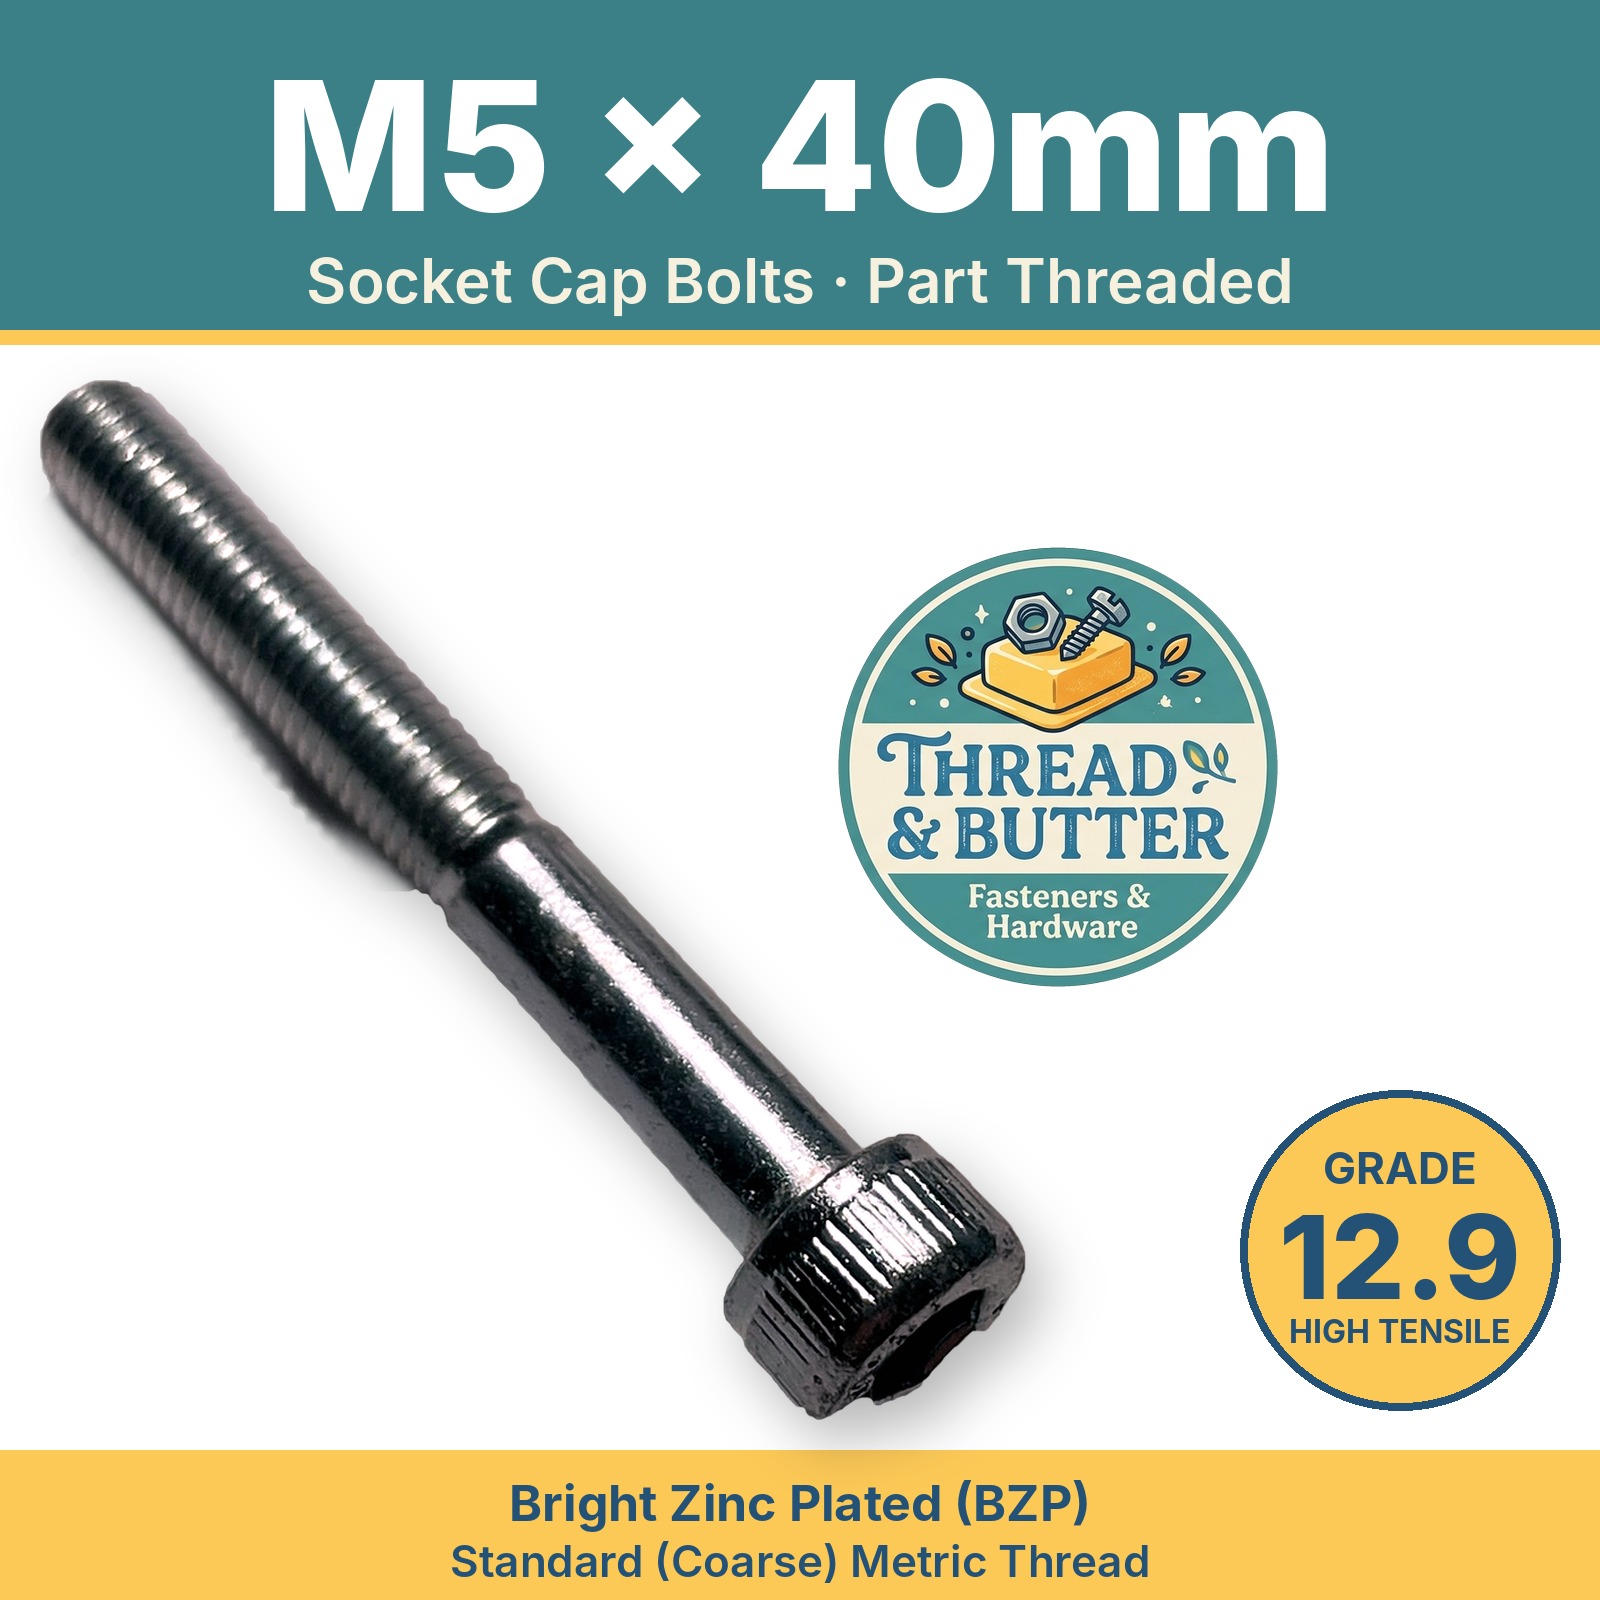 M5 × 40mm
Socket Cap Bolts · Part Threaded
THREAD
& BUTTER
Fasteners &
Hardware
GRADE
12.9
HIGH TENSILE
Bright Zinc Plated (BZP)
Standard (Coarse) Metric Thread